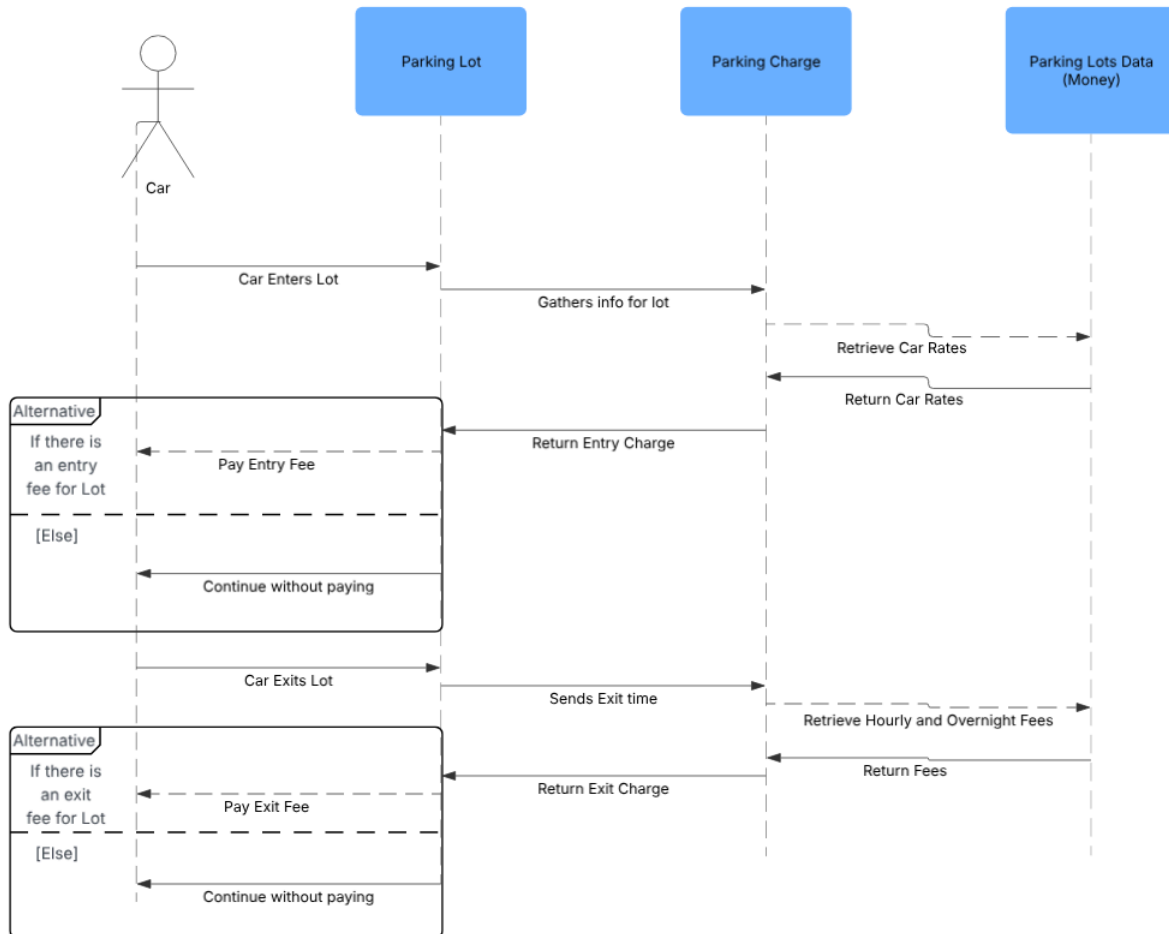 Parking Lot
Parking Charge
Parking Lots Data
(Money)
Car
Car Enters Lot
Gathers info for lot
Retrieve Car Rates
Return Car Rates
Alternative
If there is
an entry
fee for Lot
Return Entry Charge
Pay Entry Fee
[Else]
Continue without paying
Car Exits Lot
Sends Exit time
Retrieve Hourly and Overnight Fees
Alternative
If there is
an exit
fee for Lot
Return Fees
Return Exit Charge
Pay Exit Fee
[Else]
Continue without paying